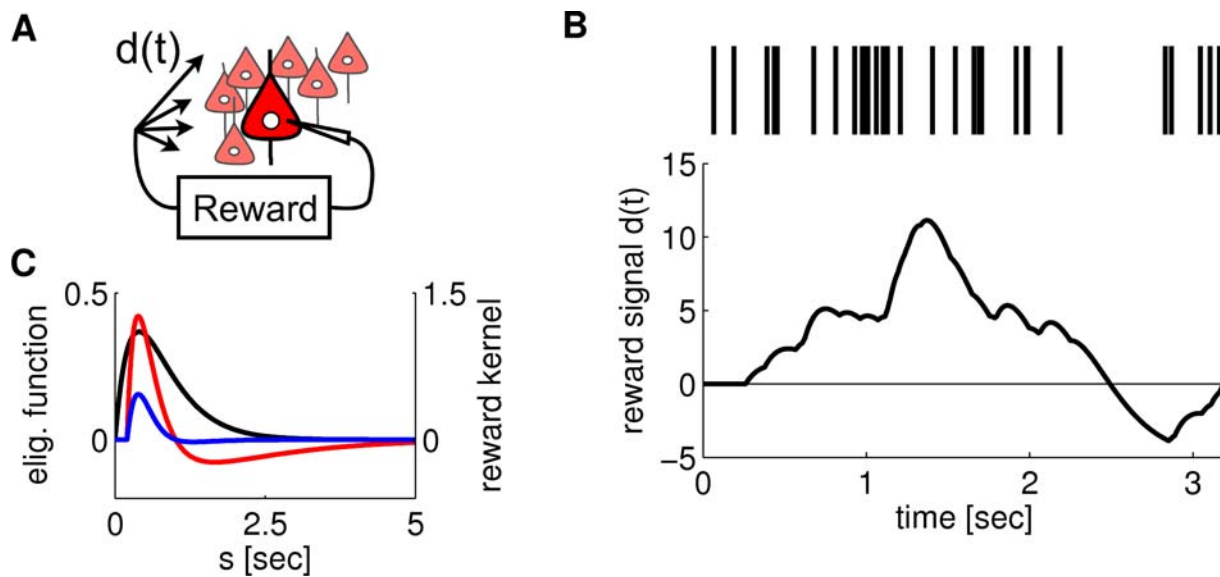 A
d(t)
Reward
B
15
10
5
0
−5
reward signal d(t)
0
1
2
3
time [sec]
C
0.5
0
elig. function
1.5
0
reward kernel
0
2.5
5
s [sec]